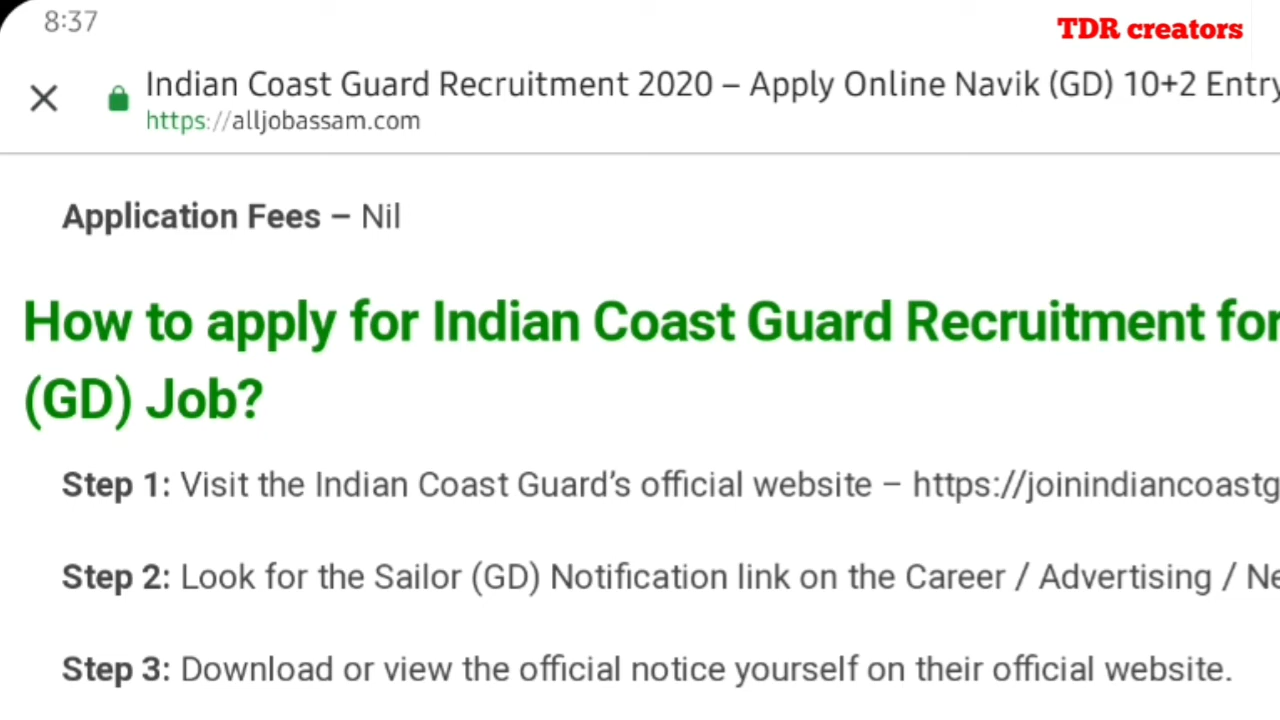 8:37
TDR creators
Indian Coast Guard Recruitment 2020 – Apply Online Navik (GD) 10+2 Entry
https://alljobassam.com
Application Fees – Nil
How to apply for Indian Coast Guard Recruitment for
(GD) Job?
Step 1: Visit the Indian Coast Guard’s official website – https://joinindiancoastg
Step 2: Look for the Sailor (GD) Notification link on the Career / Advertising / Ne
Step 3: Download or view the official notice yourself on their official website.